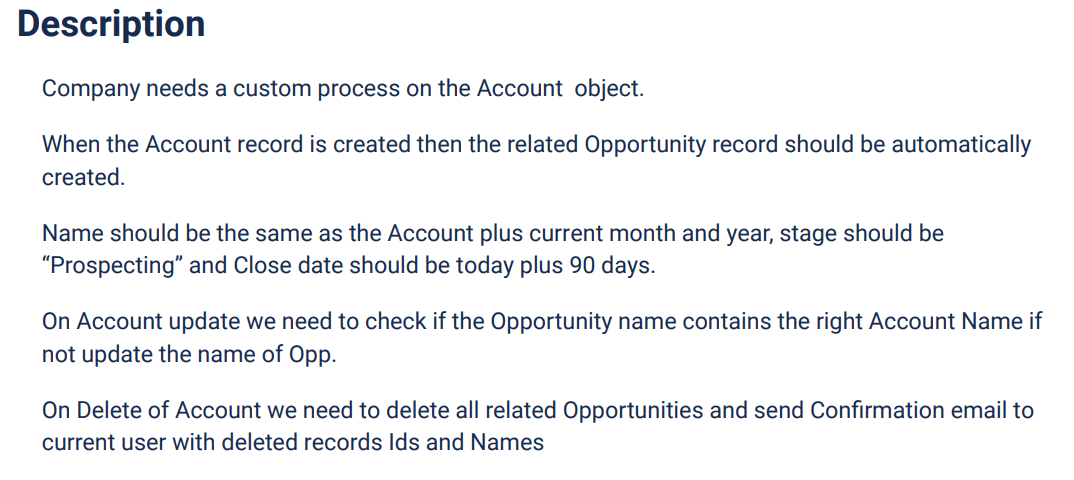 Description
Company needs a custom process on the Account  object.
When the Account record is created then the related Opportunity record should be automatically
created.
Name should be the same as the Account plus current month and year, stage should be
“Prospecting” and Close date should be today plus 90 days.
On Account update we need to check if the Opportunity name contains the right Account Name if
not update the name of Opp.
On Delete of Account we need to delete all related Opportunities and send Confirmation email to
current user with deleted records Ids and Names